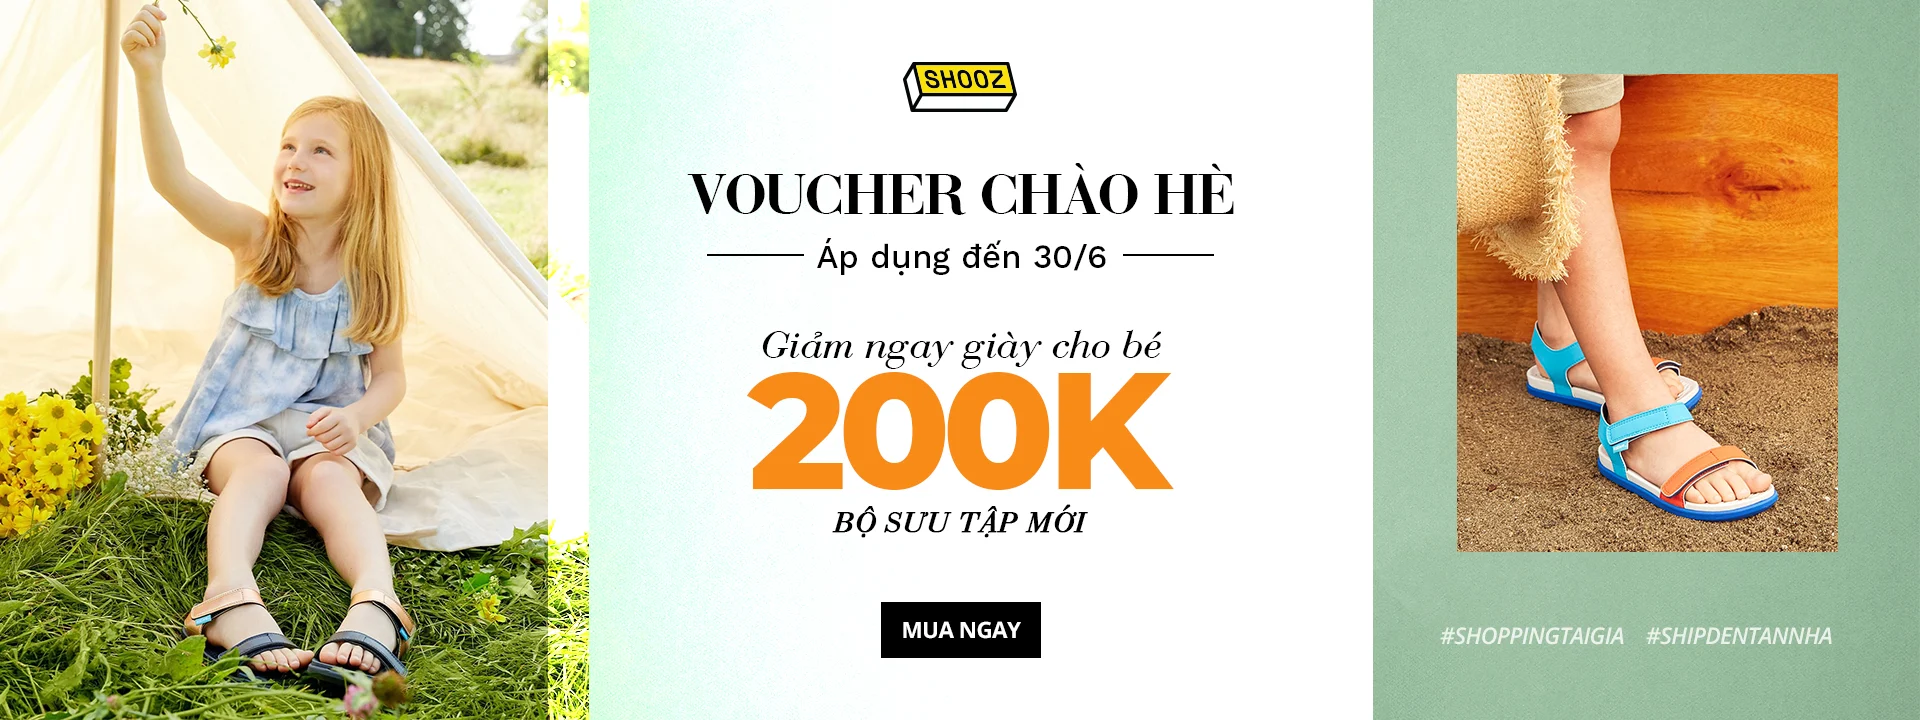 SHOOZ
VOUCHER CHÀO HÈ
Áp dụng đến 30/6
Giảm ngay giày cho bé
200K
BỘ SƯU TẬP MỚI
MUA NGAY
#SHOPPINGTAIGIA #SHIPDENTANNHA